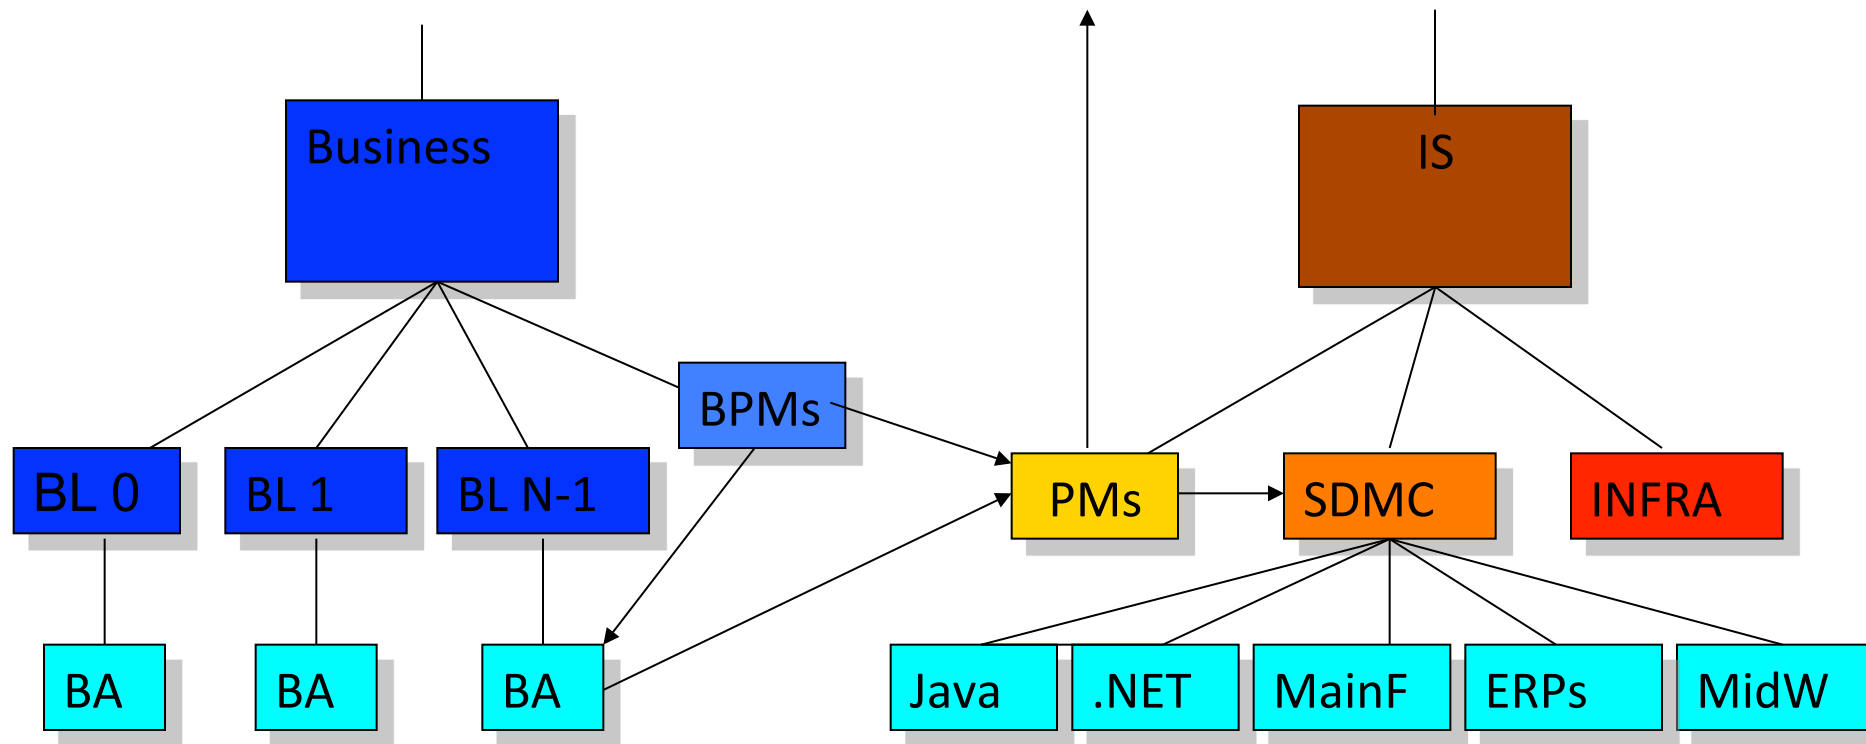 Business
IS
BPMs
BL 0
BL 1
BL N-1
PMs
SDMC
INFRA
BA
BA
BA
Java
.NET
MainF
ERPs
MidW